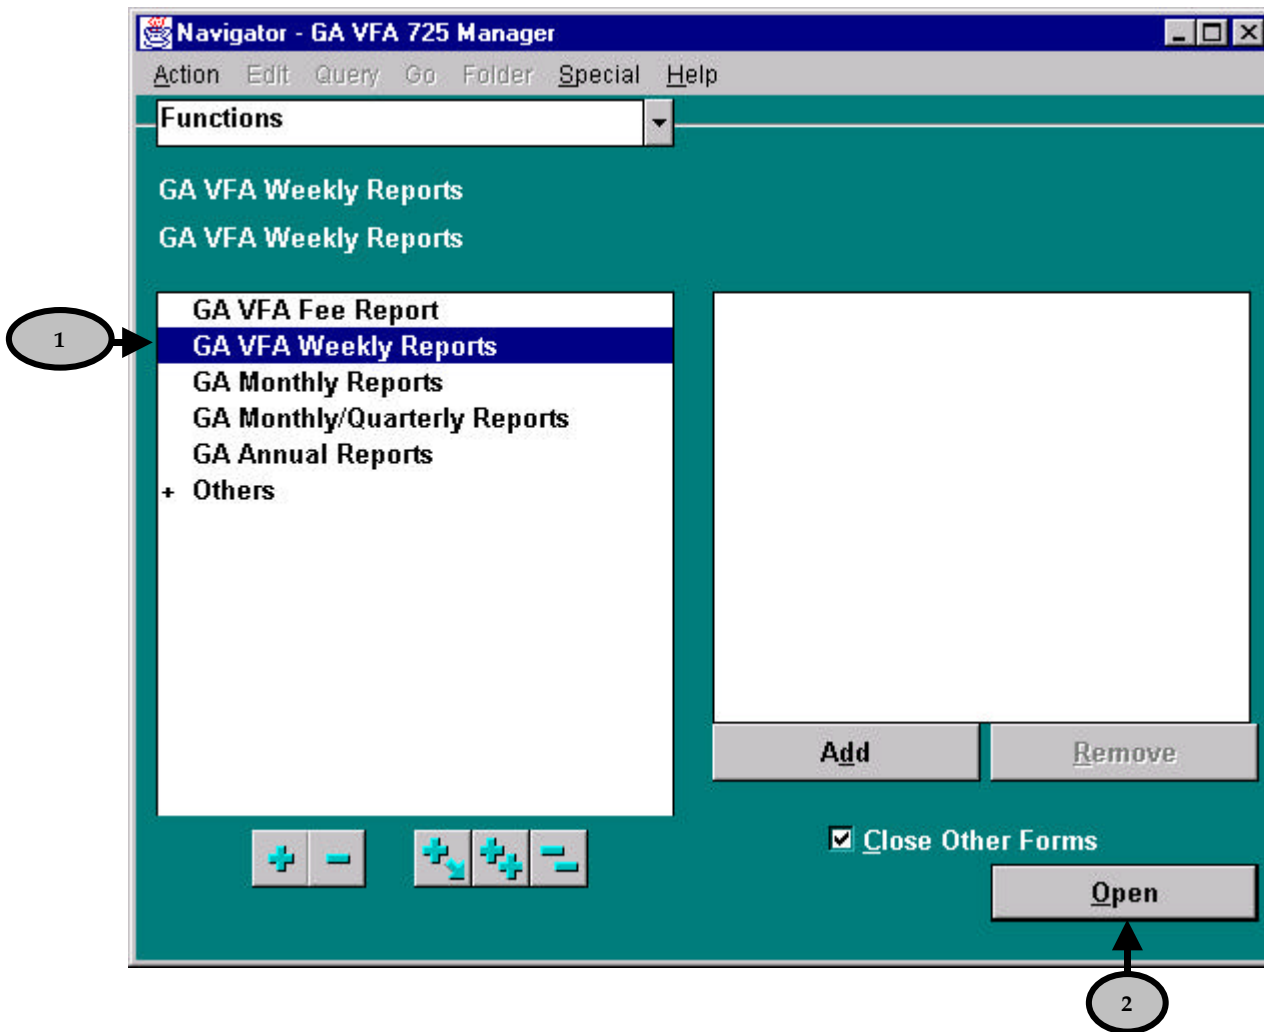 Navigator - GA VFA 725 Manager
Action Edit Query Go Folder Special Help
Functions
GA VFA Weekly Reports
GA VFA Weekly Reports
GA VFA Fee Report
1
GA VFA Weekly Reports
GA Monthly Reports
GA Monthly/Quarterly Reports
GA Annual Reports
+ Others
Add Remove
Close Other Forms
Open
2